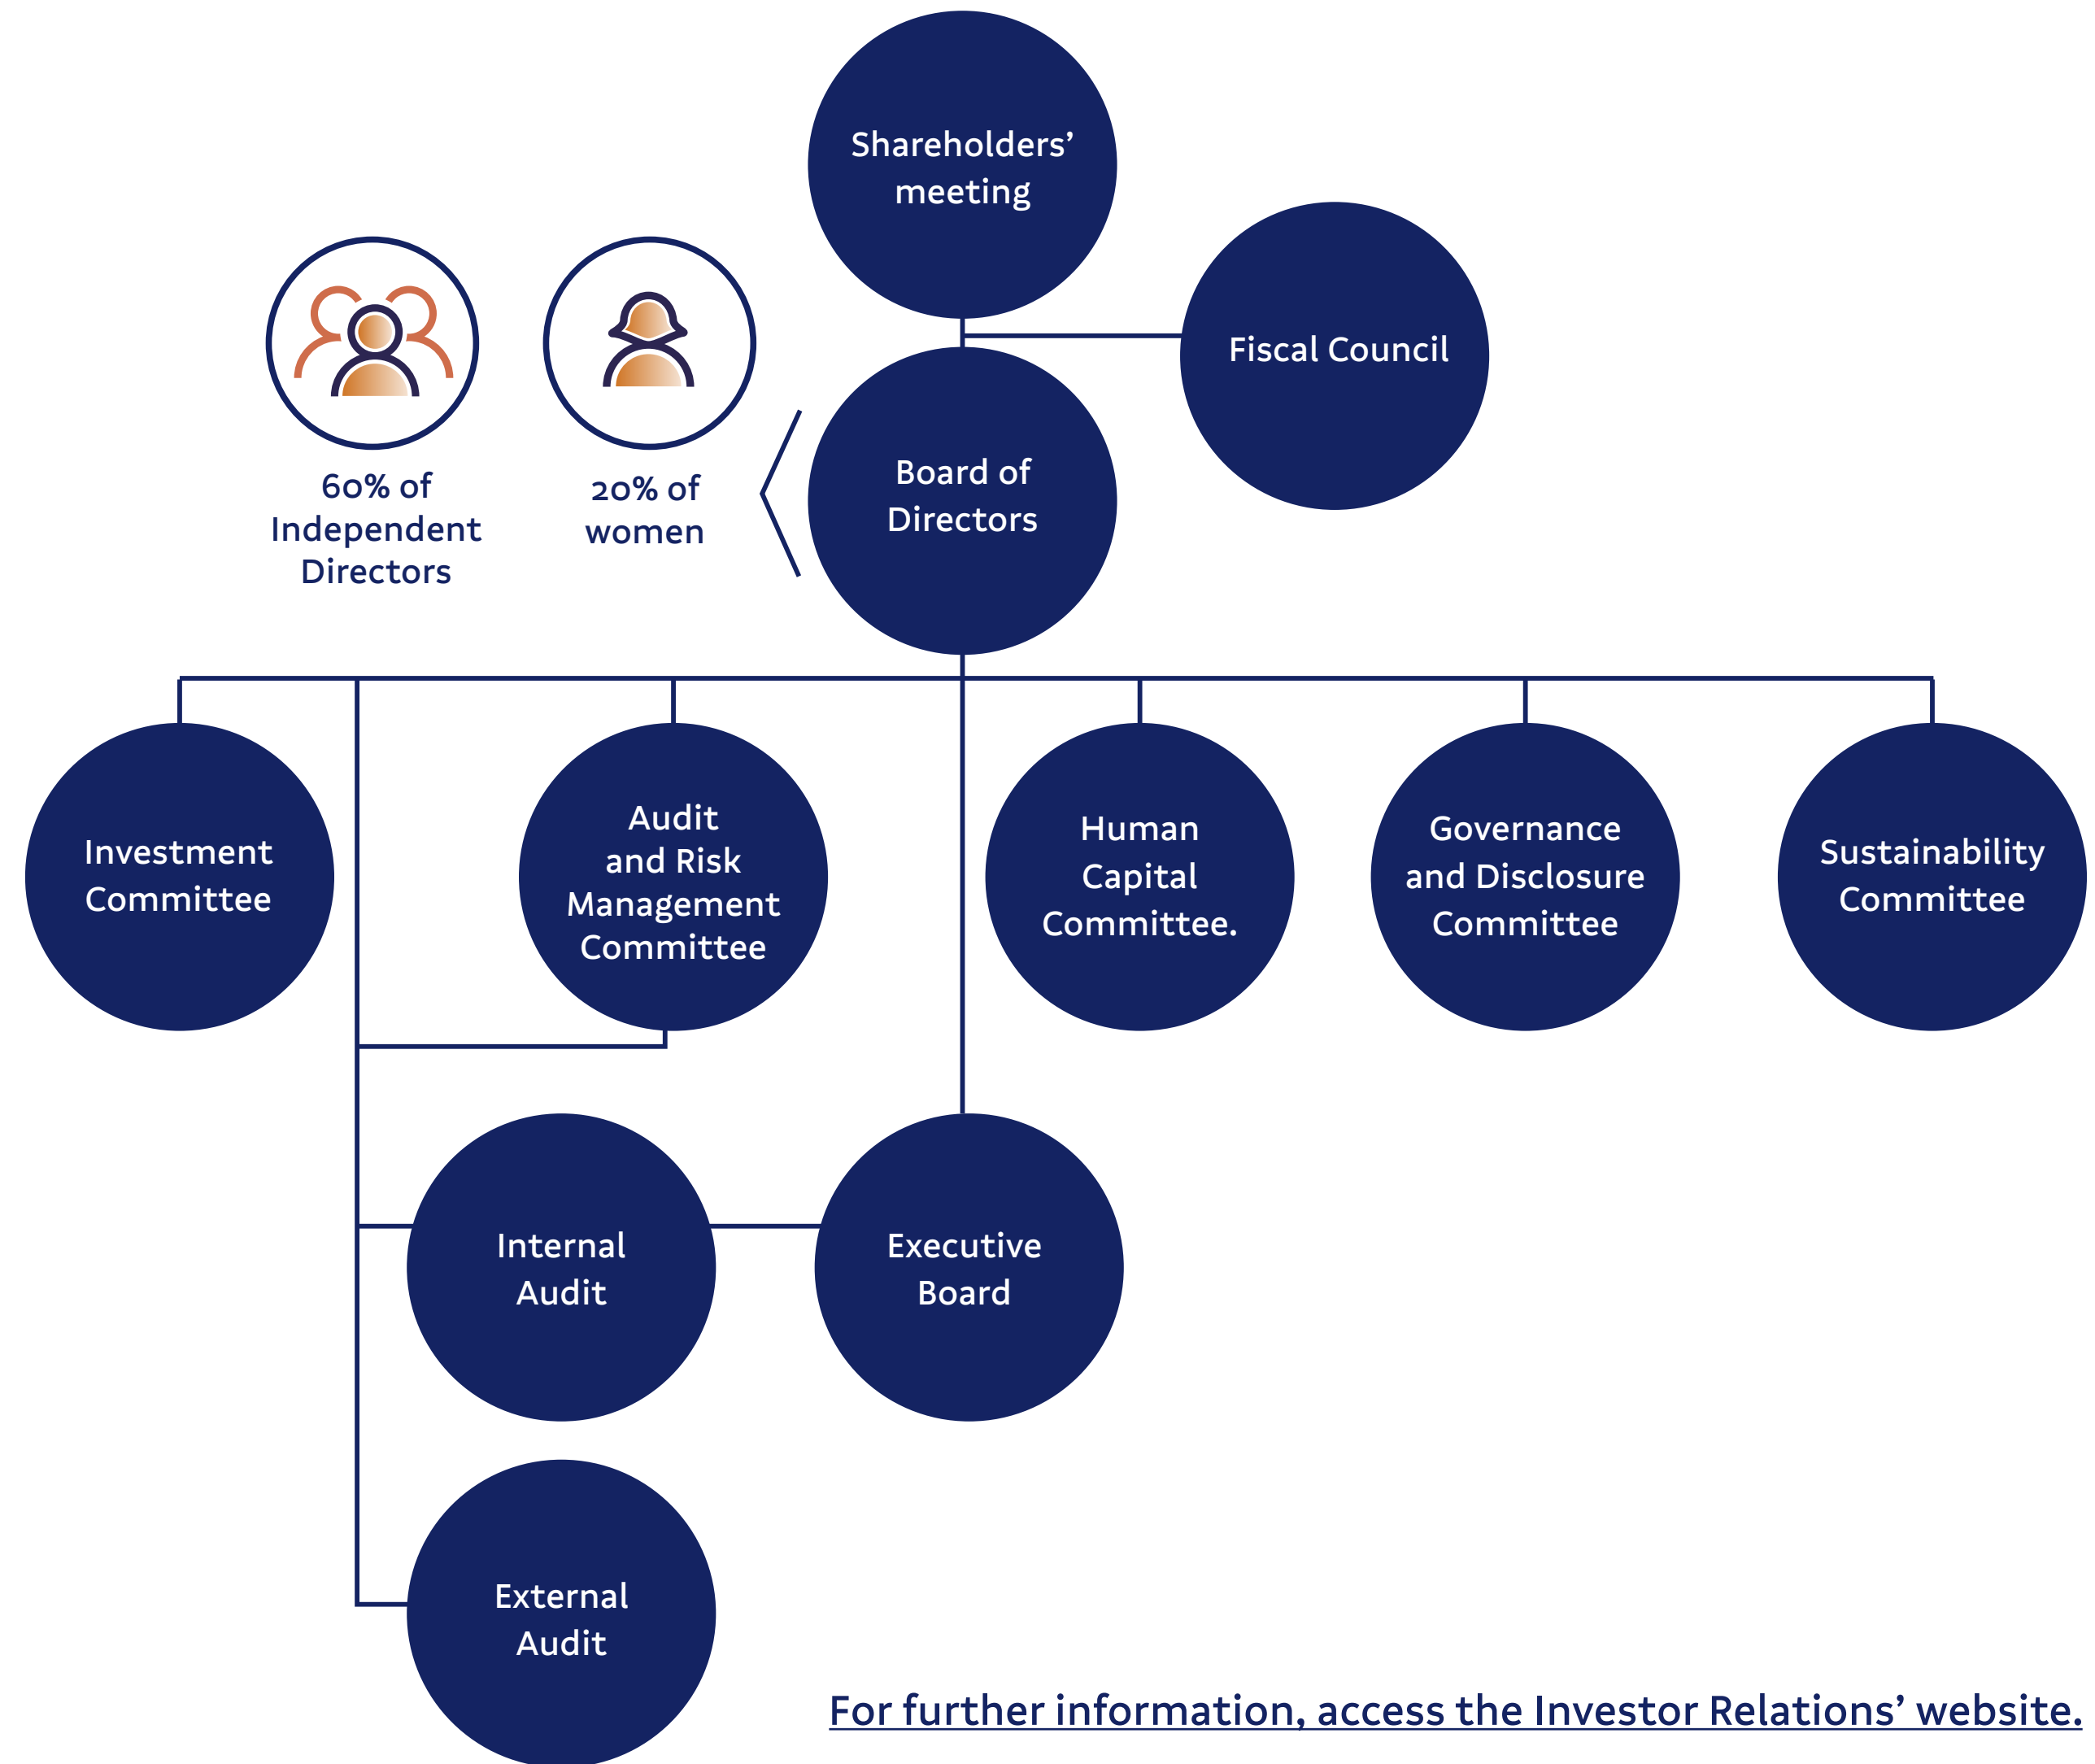 Shareholders’
meeting
Fiscal Council
60% of
Independent
Directors
20% of
women
Board of
Directors
Investment
Committee
Audit
and Risk
Management
Committee
Human
Capital
Committee.
Governance
and Disclosure
Committee
Sustainability
Committee
Internal
Audit
Executive
Board
External
Audit
For further information, access the Investor Relations’ website.